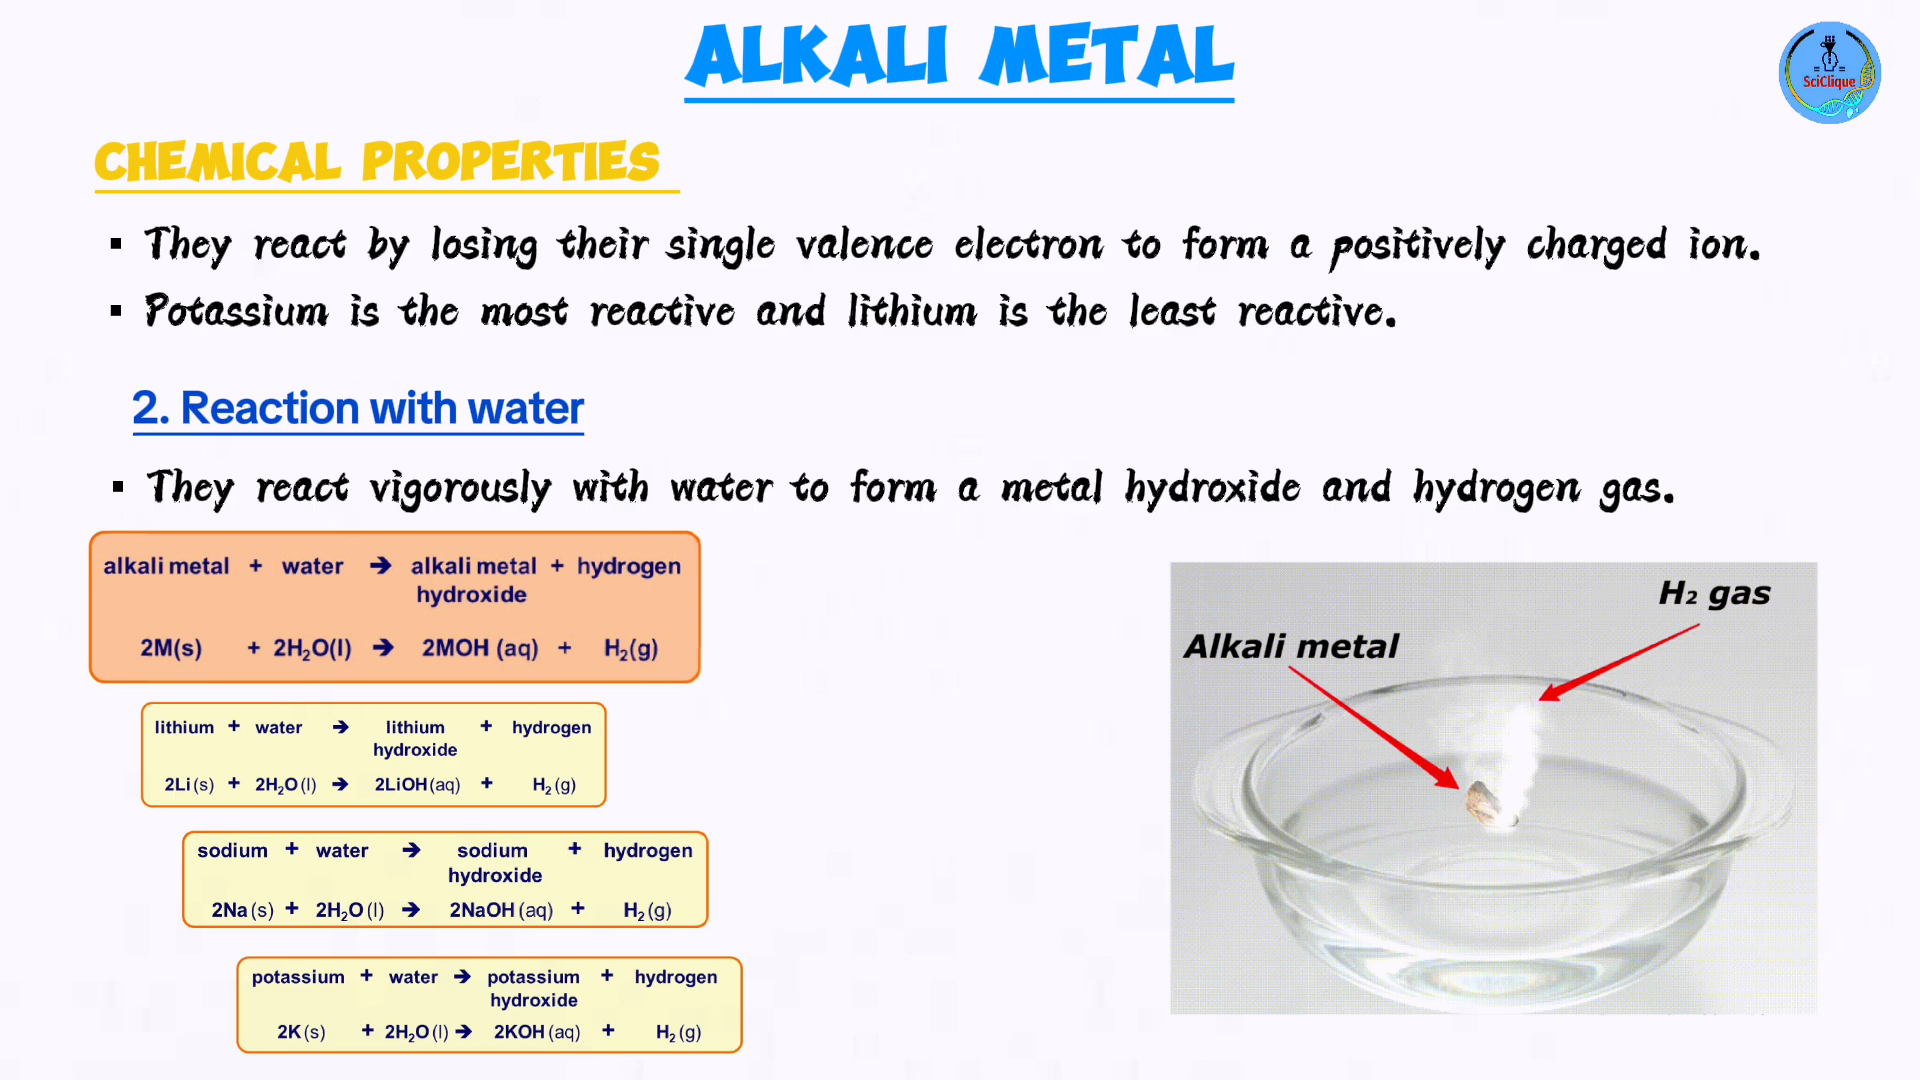 ALKALI METAL
SciClique
CHEMICAL PROPERTIES
▪ They react by losing their single valence electron to form a positively charged ion.
▪ Potassium is the most reactive and lithium is the least reactive.
2. Reaction with water
▪ They react vigorously with water to form a metal hydroxide and hydrogen gas.
alkali metal + water → alkali metal + hydrogen
hydroxide
2M(s) + 2H₂O(l) → 2MOH (aq) + H₂(g)
lithium + water → lithium + hydrogen
hydroxide
2Li (s) + 2H₂O (l) → 2LiOH (aq) + H₂ (g)
sodium + water → sodium + hydrogen
hydroxide
2Na (s) + 2H₂O (l) → 2NaOH (aq) + H₂ (g)
potassium + water → potassium + hydrogen
hydroxide
2K (s) + 2H₂O (l) → 2KOH (aq) + H₂ (g)
H₂ gas
Alkali metal